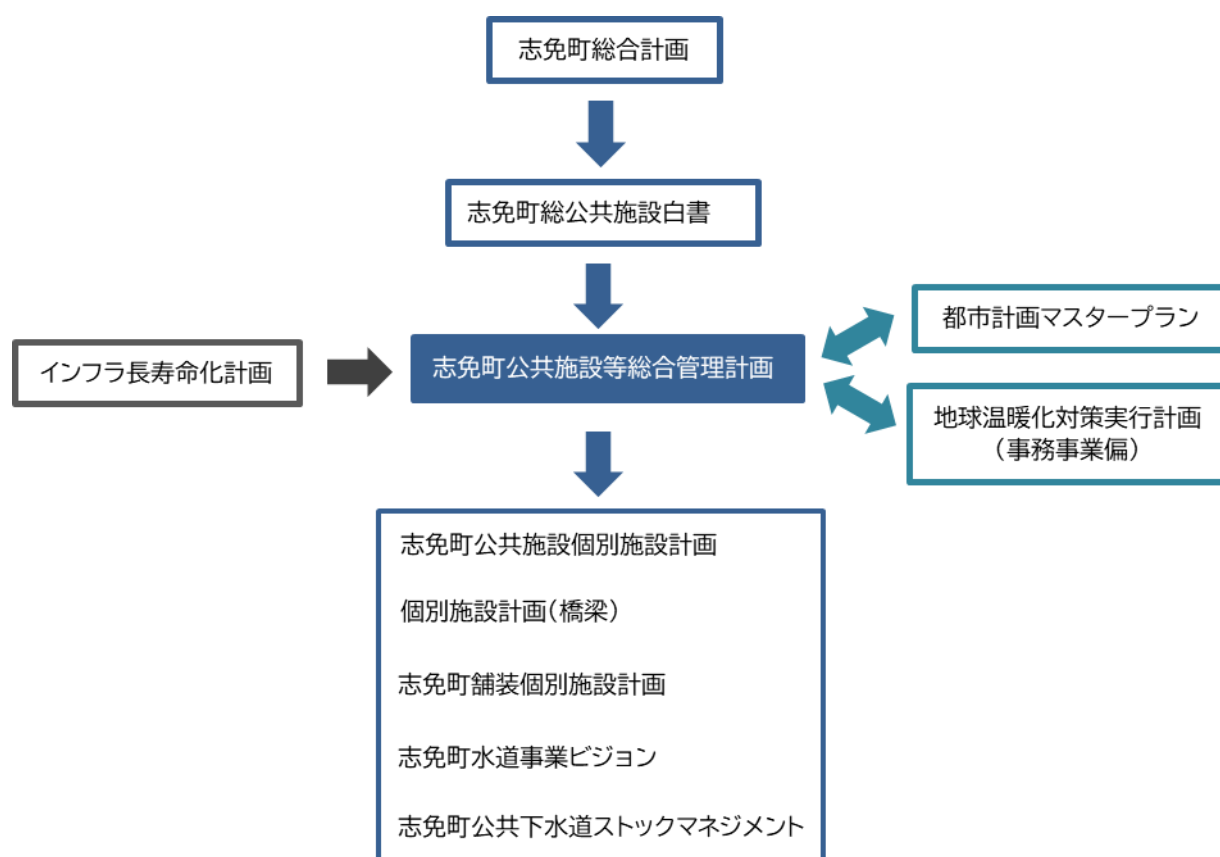 志免町総合計画
志免町総公共施設白書
都市計画マスタープラン
インフラ長寿命化計画
志免町公共施設等総合管理計画
地球温暖化対策実行計画
（事務事業偏）
志免町公共施設個別施設計画
個別施設計画（橋梁）
志免町舗装個別施設計画
志免町水道事業ビジョン
志免町公共下水道ストックマネジメント